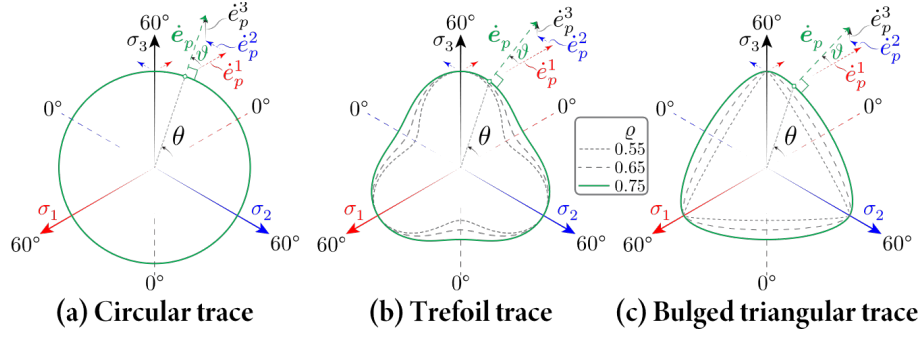 60°
σ₃
ė_p
ϑ
ė_p^3
ė_p^2
ė_p^1
0°
0°
θ
σ₁
σ₂
60°
60°
0°
(a) Circular trace
60°
σ₃
ė_p
ϑ
ė_p^3
ė_p^2
ė_p^1
0°
0°
θ
σ₁
σ₂
60°
60°
0°
(b) Trefoil trace
ϱ
0.55
0.65
0.75
60°
σ₃
ė_p
ϑ
ė_p^3
ė_p^2
ė_p^1
0°
0°
θ
σ₁
σ₂
60°
60°
0°
(c) Bulged triangular trace